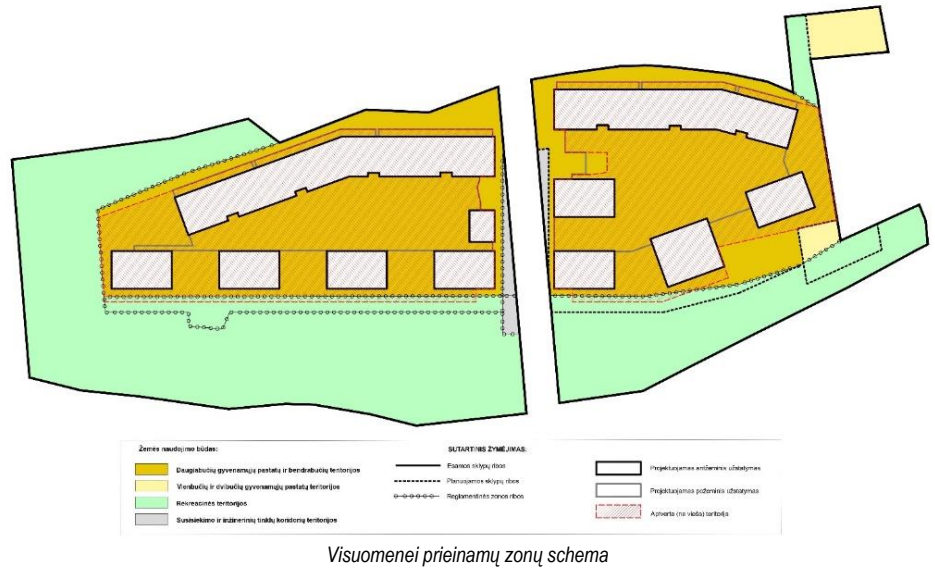 Žemės naudojimo būdas:
Daugiabučių gyvenamųjų pastatų ir bendrabučių teritorijos
Vienbučių ir dvibučių gyvenamųjų pastatų teritorijos
Rekreacinės teritorijos
Susisiekimo ir inžinerinių tinklų koridorių teritorijos
SUTARTINIS ŽYMĖJIMAS:
Esamos sklypų ribos
Planuojamos sklypų ribos
Reglamentinės zonos ribos
Projektuojamas antžeminis užstatymas
Projektuojamas požeminis užstatymas
Aptverta (ne vieša) teritorija
Visuomenei prieinamų zonų schema